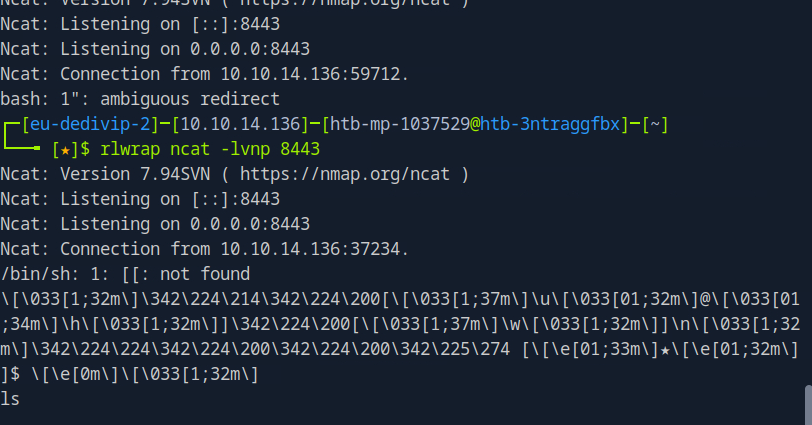 Ncat: Version 7.94SVN ( https://nmap.org/ncat )
Ncat: Listening on [::]:8443
Ncat: Listening on 0.0.0.0:8443
Ncat: Connection from 10.10.14.136:59712.
bash: 1": ambiguous redirect
┌─[eu-dedivip-2]─[10.10.14.136]─[htb-mp-1037529@htb-3ntraggfbx]─[~]
└──╼ [★]$ rlwrap ncat -lvnp 8443
Ncat: Version 7.94SVN ( https://nmap.org/ncat )
Ncat: Listening on [::]:8443
Ncat: Listening on 0.0.0.0:8443
Ncat: Connection from 10.10.14.136:37234.
/bin/sh: 1: [[: not found
\[\033[1;32m\]\342\224\214\342\224\200[\[\033[1;37m\]\u\[\033[01;32m\]@\[\033[01
;34m\]\h\[\033[1;32m\]]\342\224\200[\[\033[1;37m\]\w\[\033[1;32m\]]\n\[\033[1;32
m\]\342\224\224\342\224\200\342\224\200\342\225\274 [\[\e[01;33m\]★\[\e[01;32m\]
]$ \[\e[0m\]\[\033[1;32m\]
ls